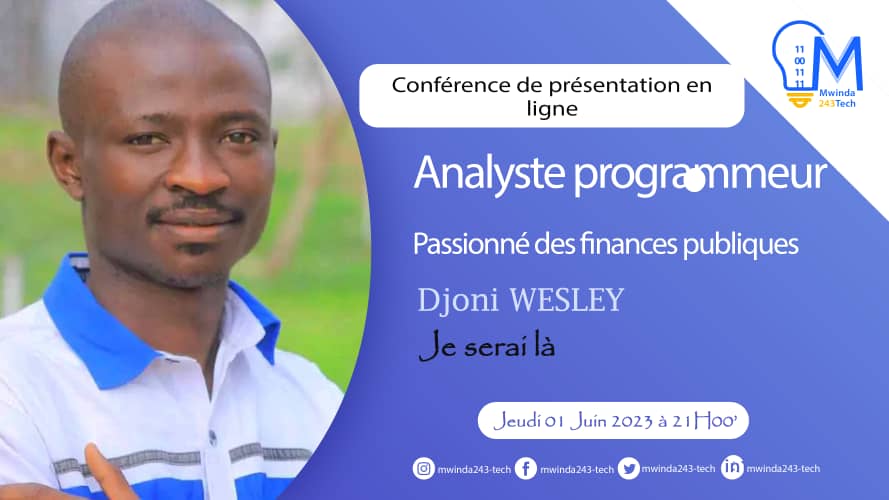 11
00
11
11
M
Mwinda
243Tech
Conférence de présentation en
ligne
Analyste programmeur
Passionné des finances publiques
Djoni WESLEY
Je serai là
Jeudi 01 Juin 2023 à 21H00'
mwinda243-tech mwinda243-tech mwinda243-tech in mwinda243-tech